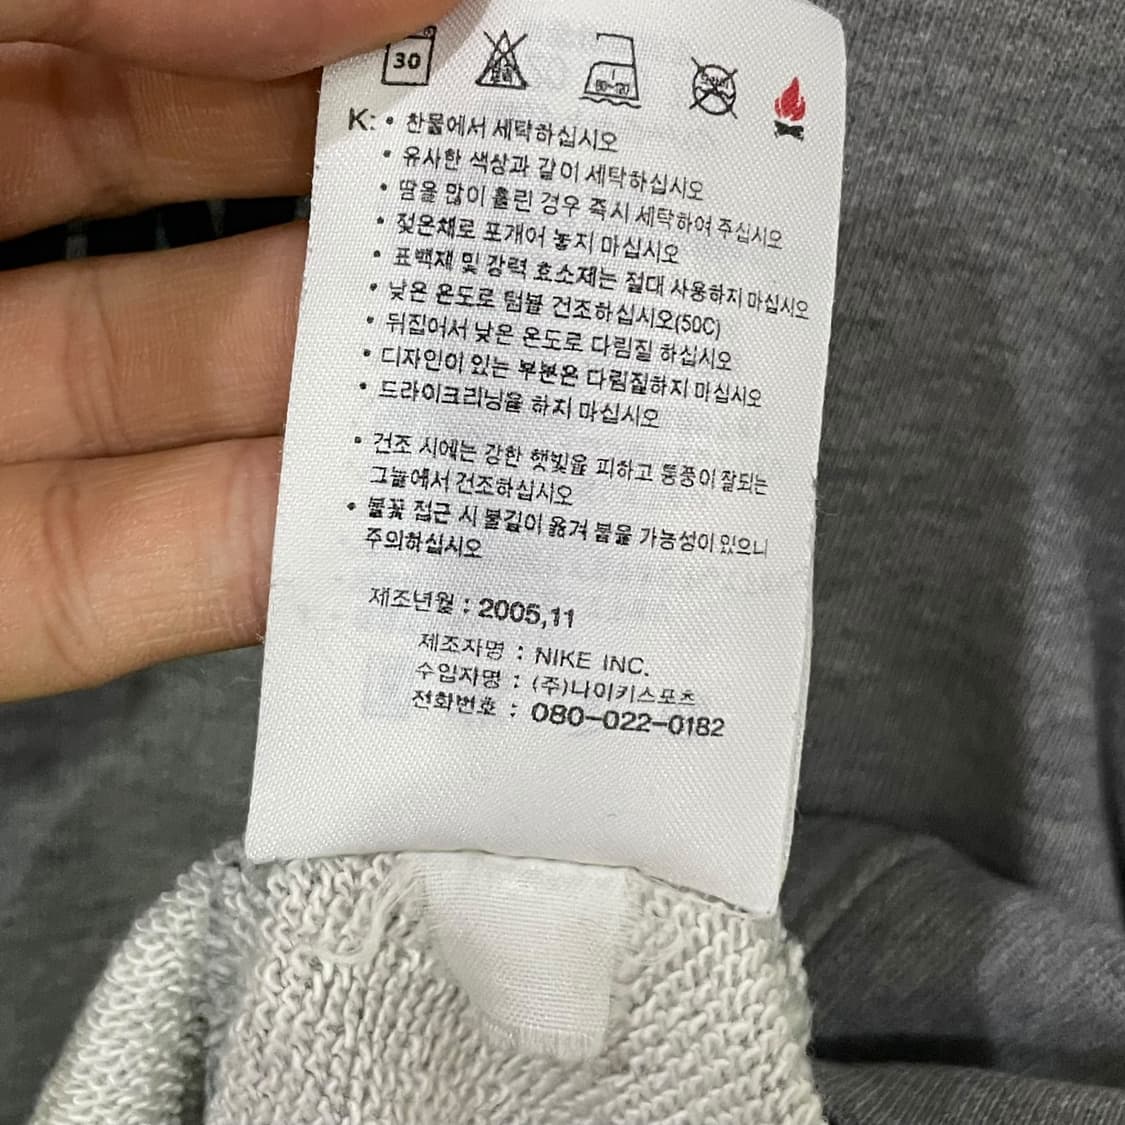 30
80~120
K: • 찬물에서 세탁하십시오
• 유사한 색상과 같이 세탁하십시오
• 땀을 많이 흘린 경우 즉시 세탁하여 주십시오
• 젖은채로 포개어 놓지 마십시오
• 표백제 및 강력 효소제는 절대 사용하지 마십시오
• 낮은 온도로 텀블 건조하십시오(50C)
• 뒤집어서 낮은 온도로 다림질 하십시오
• 디자인이 있는 부분은 다림질하지 마십시오
• 드라이크리닝을 하지 마십시오
• 건조 시에는 강한 햇빛을 피하고 통풍이 잘되는
그늘에서 건조하십시오
• 불꽃 접근 시 불길이 옮겨 붙을 가능성이 있으니
주의하십시오
제조년월 : 2005,11
제조자명 : NIKE INC.
수입자명 : (주)나이키스포츠
전화번호 : 080-022-0182